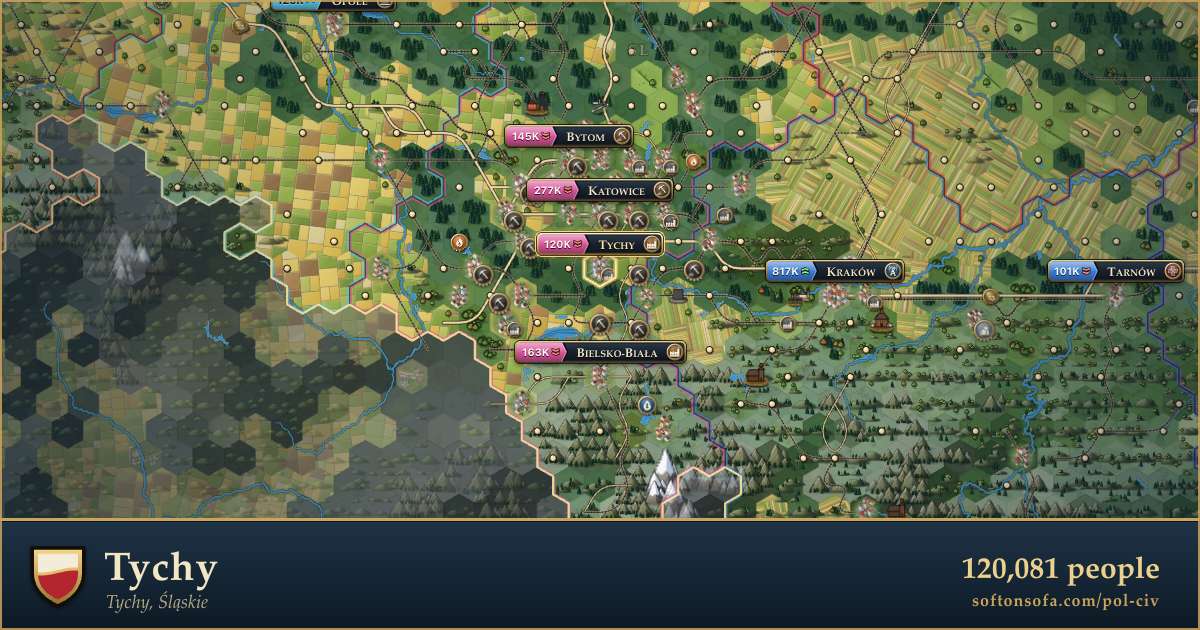 OPOLE
145K BYTOM
277K KATOWICE
120K TYCHY
817K KRAKÓW
101K TARNÓW
163K BIELSKO-BIAŁA
Tychy
Tychy, Śląskie
120,081 people
softonsofa.com/pol-civ